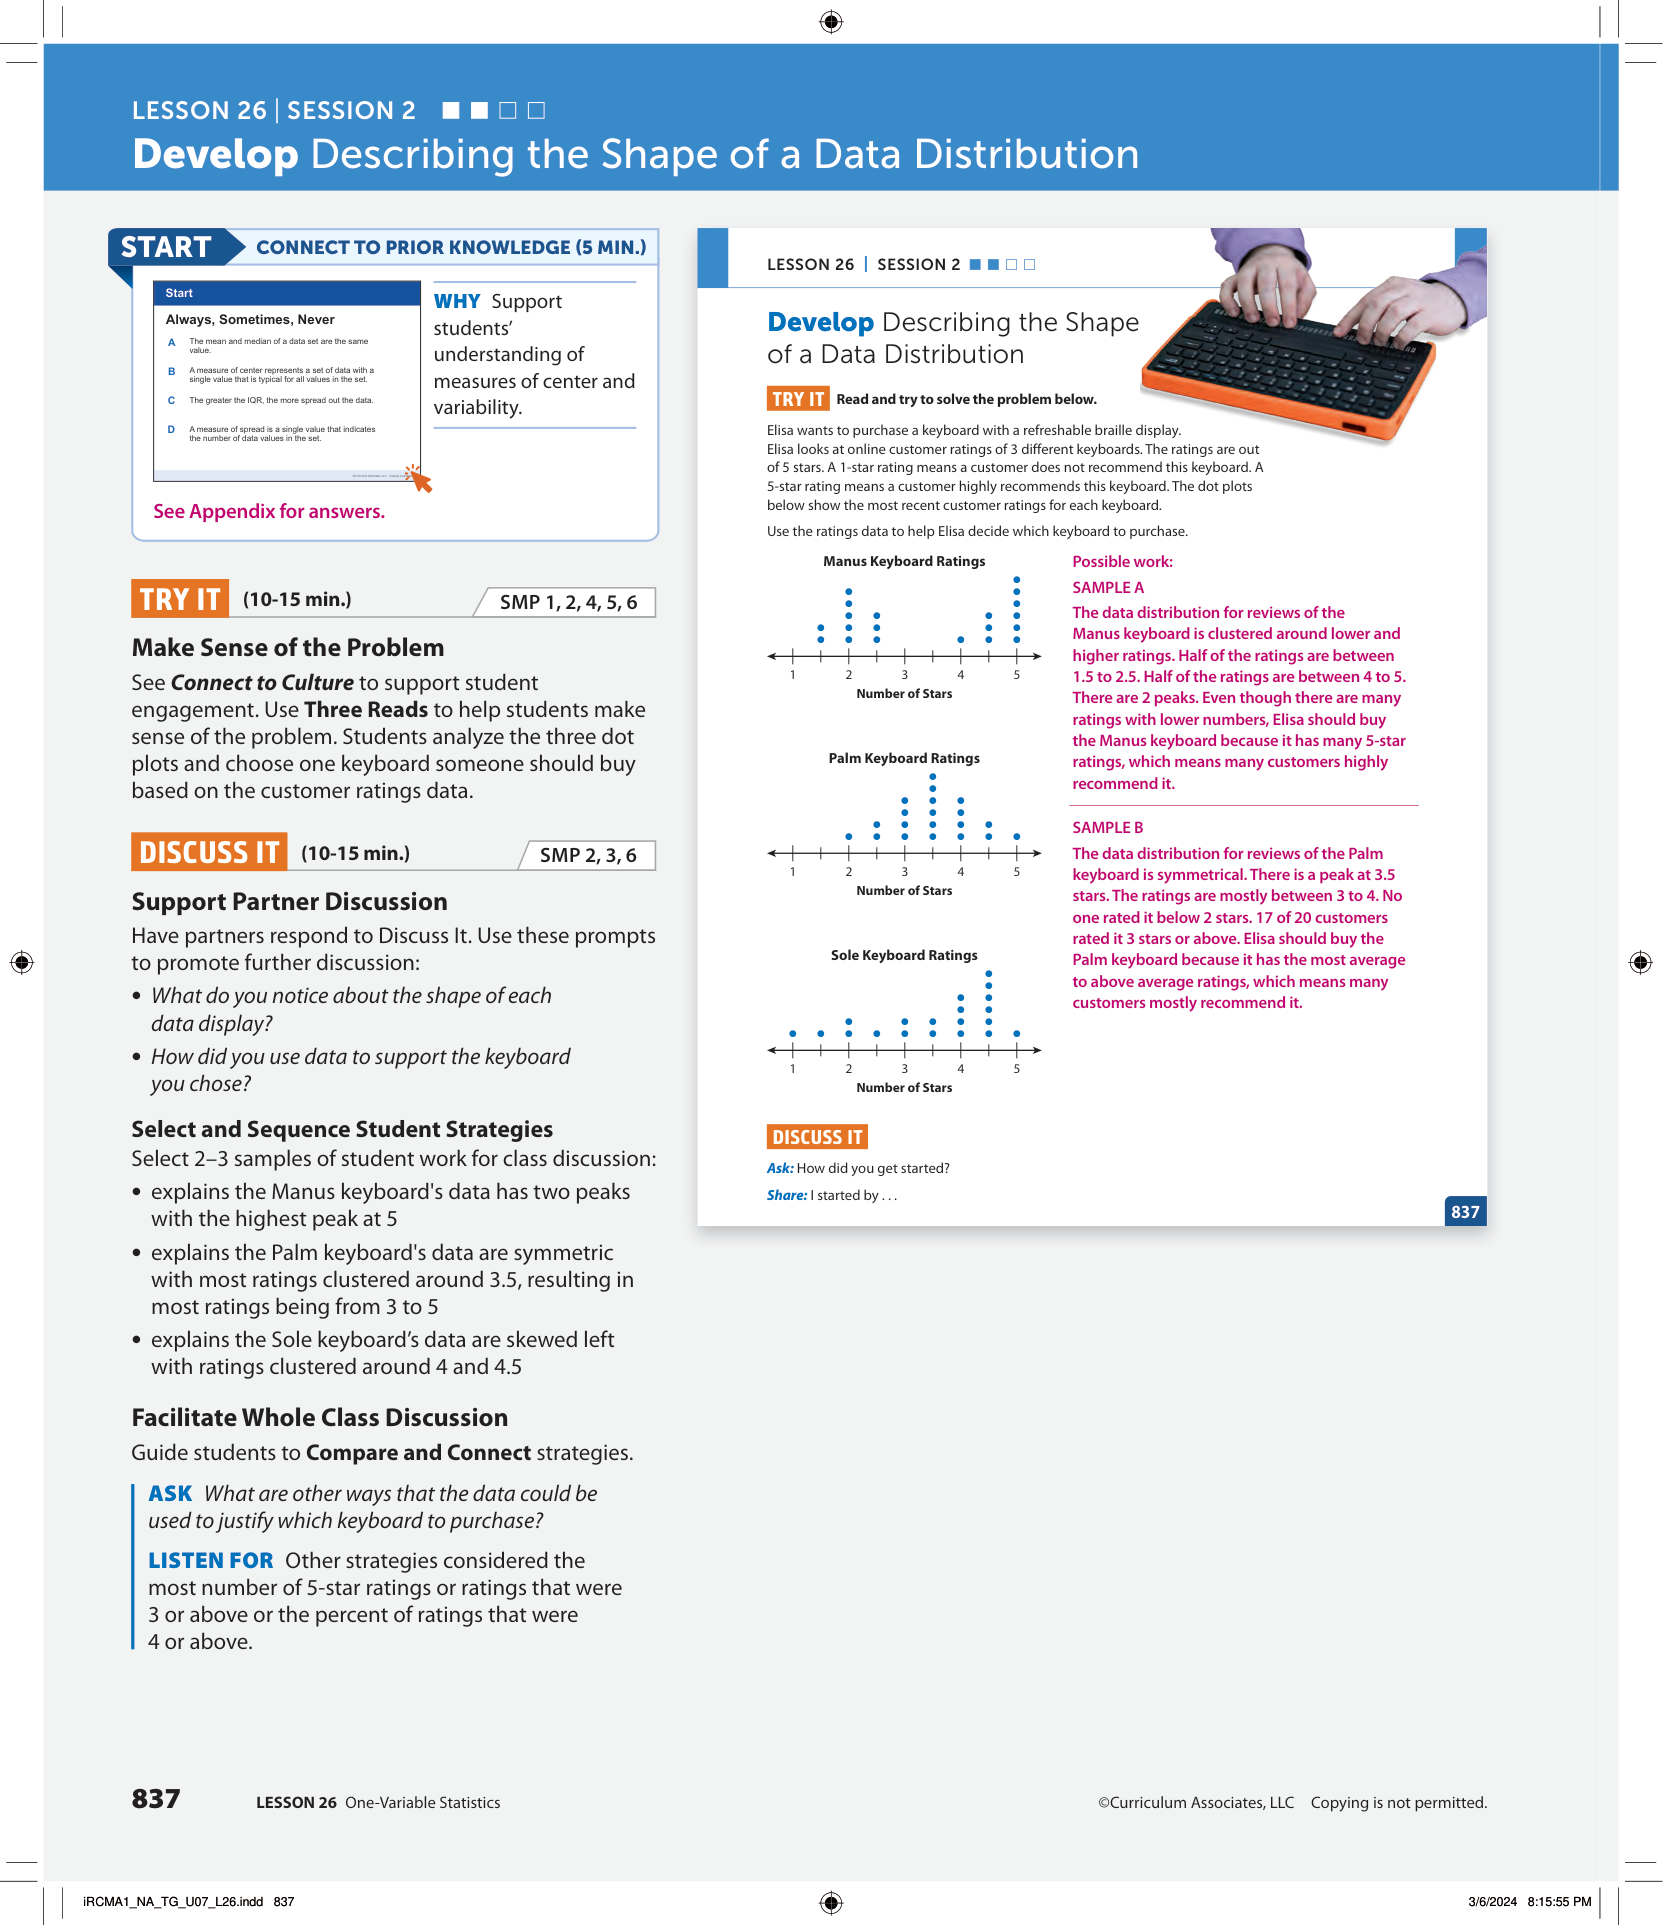 LESSON 26 | SESSION 2
Develop Describing the Shape of a Data Distribution
START CONNECT TO PRIOR KNOWLEDGE (5 MIN.)
Start
Always, Sometimes, Never
A The mean and median of a data set are the same
value.
B A measure of center represents a set of data with a
single value that is typical for all values in the set.
C The greater the IQR, the more spread out the data.
D A measure of spread is a single value that indicates
the number of data values in the set.
WHY Support
students’
understanding of
measures of center and
variability.
See Appendix for answers.
TRY IT (10-15 min.) SMP 1, 2, 4, 5, 6
Make Sense of the Problem
See Connect to Culture to support student
engagement. Use Three Reads to help students make
sense of the problem. Students analyze the three dot
plots and choose one keyboard someone should buy
based on the customer ratings data.
DISCUSS IT (10-15 min.) SMP 2, 3, 6
Support Partner Discussion
Have partners respond to Discuss It. Use these prompts
to promote further discussion:
• What do you notice about the shape of each
data display?
• How did you use data to support the keyboard
you chose?
Select and Sequence Student Strategies
Select 2–3 samples of student work for class discussion:
• explains the Manus keyboard's data has two peaks
with the highest peak at 5
• explains the Palm keyboard's data are symmetric
with most ratings clustered around 3.5, resulting in
most ratings being from 3 to 5
• explains the Sole keyboard’s data are skewed left
with ratings clustered around 4 and 4.5
Facilitate Whole Class Discussion
Guide students to Compare and Connect strategies.
ASK What are other ways that the data could be
used to justify which keyboard to purchase?
LISTEN FOR Other strategies considered the
most number of 5-star ratings or ratings that were
3 or above or the percent of ratings that were
4 or above.
LESSON 26 | SESSION 2
Develop Describing the Shape
of a Data Distribution
TRY IT Read and try to solve the problem below.
Elisa wants to purchase a keyboard with a refreshable braille display.
Elisa looks at online customer ratings of 3 different keyboards. The ratings are out
of 5 stars. A 1-star rating means a customer does not recommend this keyboard. A
5-star rating means a customer highly recommends this keyboard. The dot plots
below show the most recent customer ratings for each keyboard.
Use the ratings data to help Elisa decide which keyboard to purchase.
Manus Keyboard Ratings
1 2 3 4 5
Number of Stars
Palm Keyboard Ratings
1 2 3 4 5
Number of Stars
Sole Keyboard Ratings
1 2 3 4 5
Number of Stars
Possible work:
SAMPLE A
The data distribution for reviews of the
Manus keyboard is clustered around lower and
higher ratings. Half of the ratings are between
1.5 to 2.5. Half of the ratings are between 4 to 5.
There are 2 peaks. Even though there are many
ratings with lower numbers, Elisa should buy
the Manus keyboard because it has many 5-star
ratings, which means many customers highly
recommend it.
SAMPLE B
The data distribution for reviews of the Palm
keyboard is symmetrical. There is a peak at 3.5
stars. The ratings are mostly between 3 to 4. No
one rated it below 2 stars. 17 of 20 customers
rated it 3 stars or above. Elisa should buy the
Palm keyboard because it has the most average
to above average ratings, which means many
customers mostly recommend it.
DISCUSS IT
Ask: How did you get started?
Share: I started by . . .
837
837 LESSON 26 One-Variable Statistics
©Curriculum Associates, LLC Copying is not permitted.
iRCMA1_NA_TG_U07_L26.indd 837
3/6/2024 8:15:55 PM